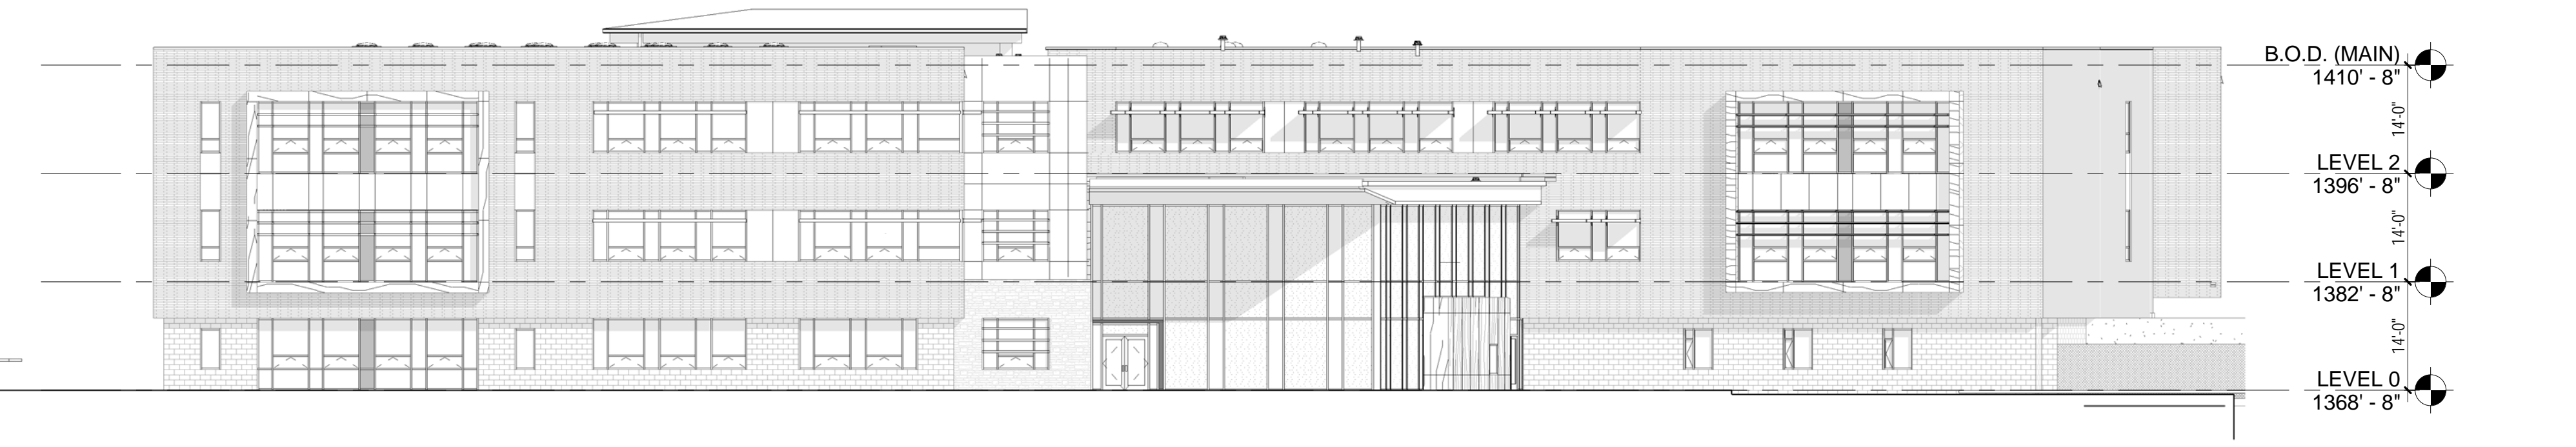 B.O.D. (MAIN)
1410' - 8"
14'-0"
LEVEL 2
1396' - 8"
14'-0"
LEVEL 1
1382' - 8"
14'-0"
LEVEL 0
1368' - 8"